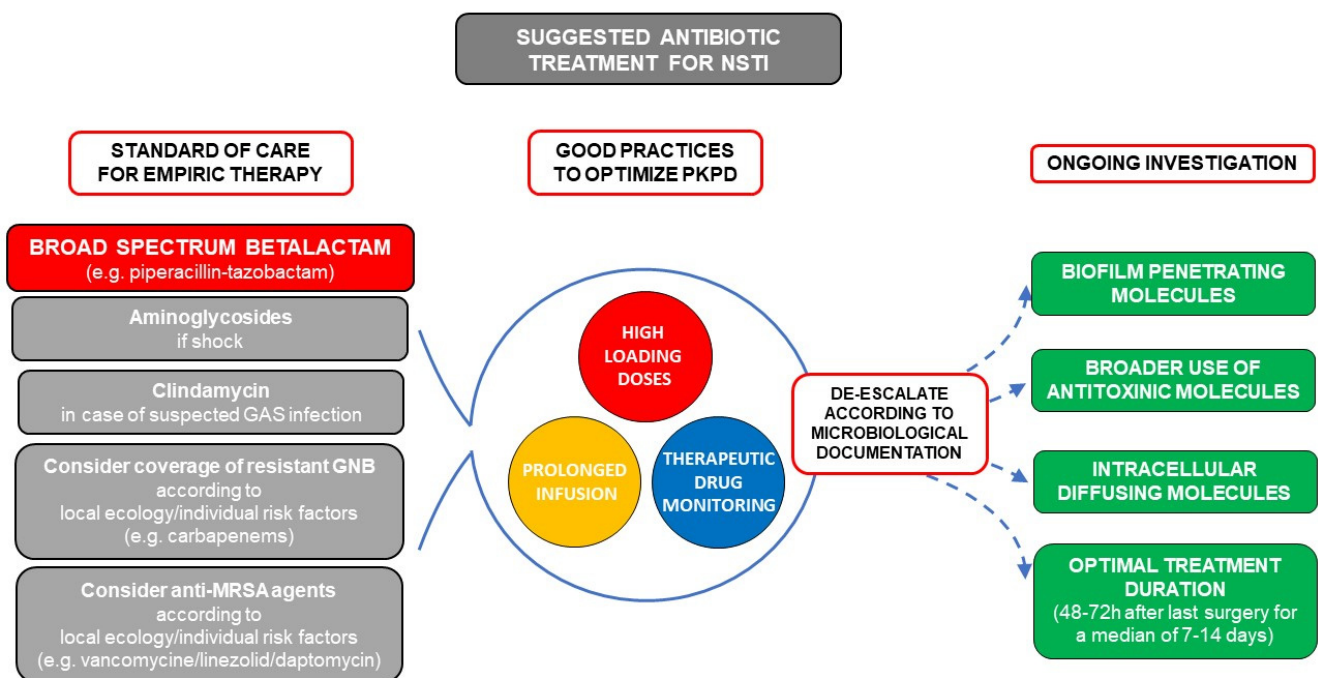 SUGGESTED ANTIBIOTIC
TREATMENT FOR NSTI
STANDARD OF CARE
FOR EMPIRIC THERAPY
BROAD SPECTRUM BETALACTAM
(e.g. piperacillin-tazobactam)
Aminoglycosides
if shock
Clindamycin
in case of suspected GAS infection
Consider coverage of resistant GNB
according to
local ecology/individual risk factors
(e.g. carbapenems)
Consider anti-MRSA agents
according to
local ecology/individual risk factors
(e.g. vancomycine/linezolid/daptomycin)
GOOD PRACTICES
TO OPTIMIZE PKPD
HIGH
LOADING
DOSES
PROLONGED
INFUSION
THERAPEUTIC
DRUG
MONITORING
DE-ESCALATE
ACCORDING TO
MICROBIOLOGICAL
DOCUMENTATION
ONGOING INVESTIGATION
BIOFILM PENETRATING
MOLECULES
BROADER USE OF
ANTITOXINIC MOLECULES
INTRACELLULAR
DIFFUSING MOLECULES
OPTIMAL TREATMENT
DURATION
(48-72h after last surgery for
a median of 7-14 days)